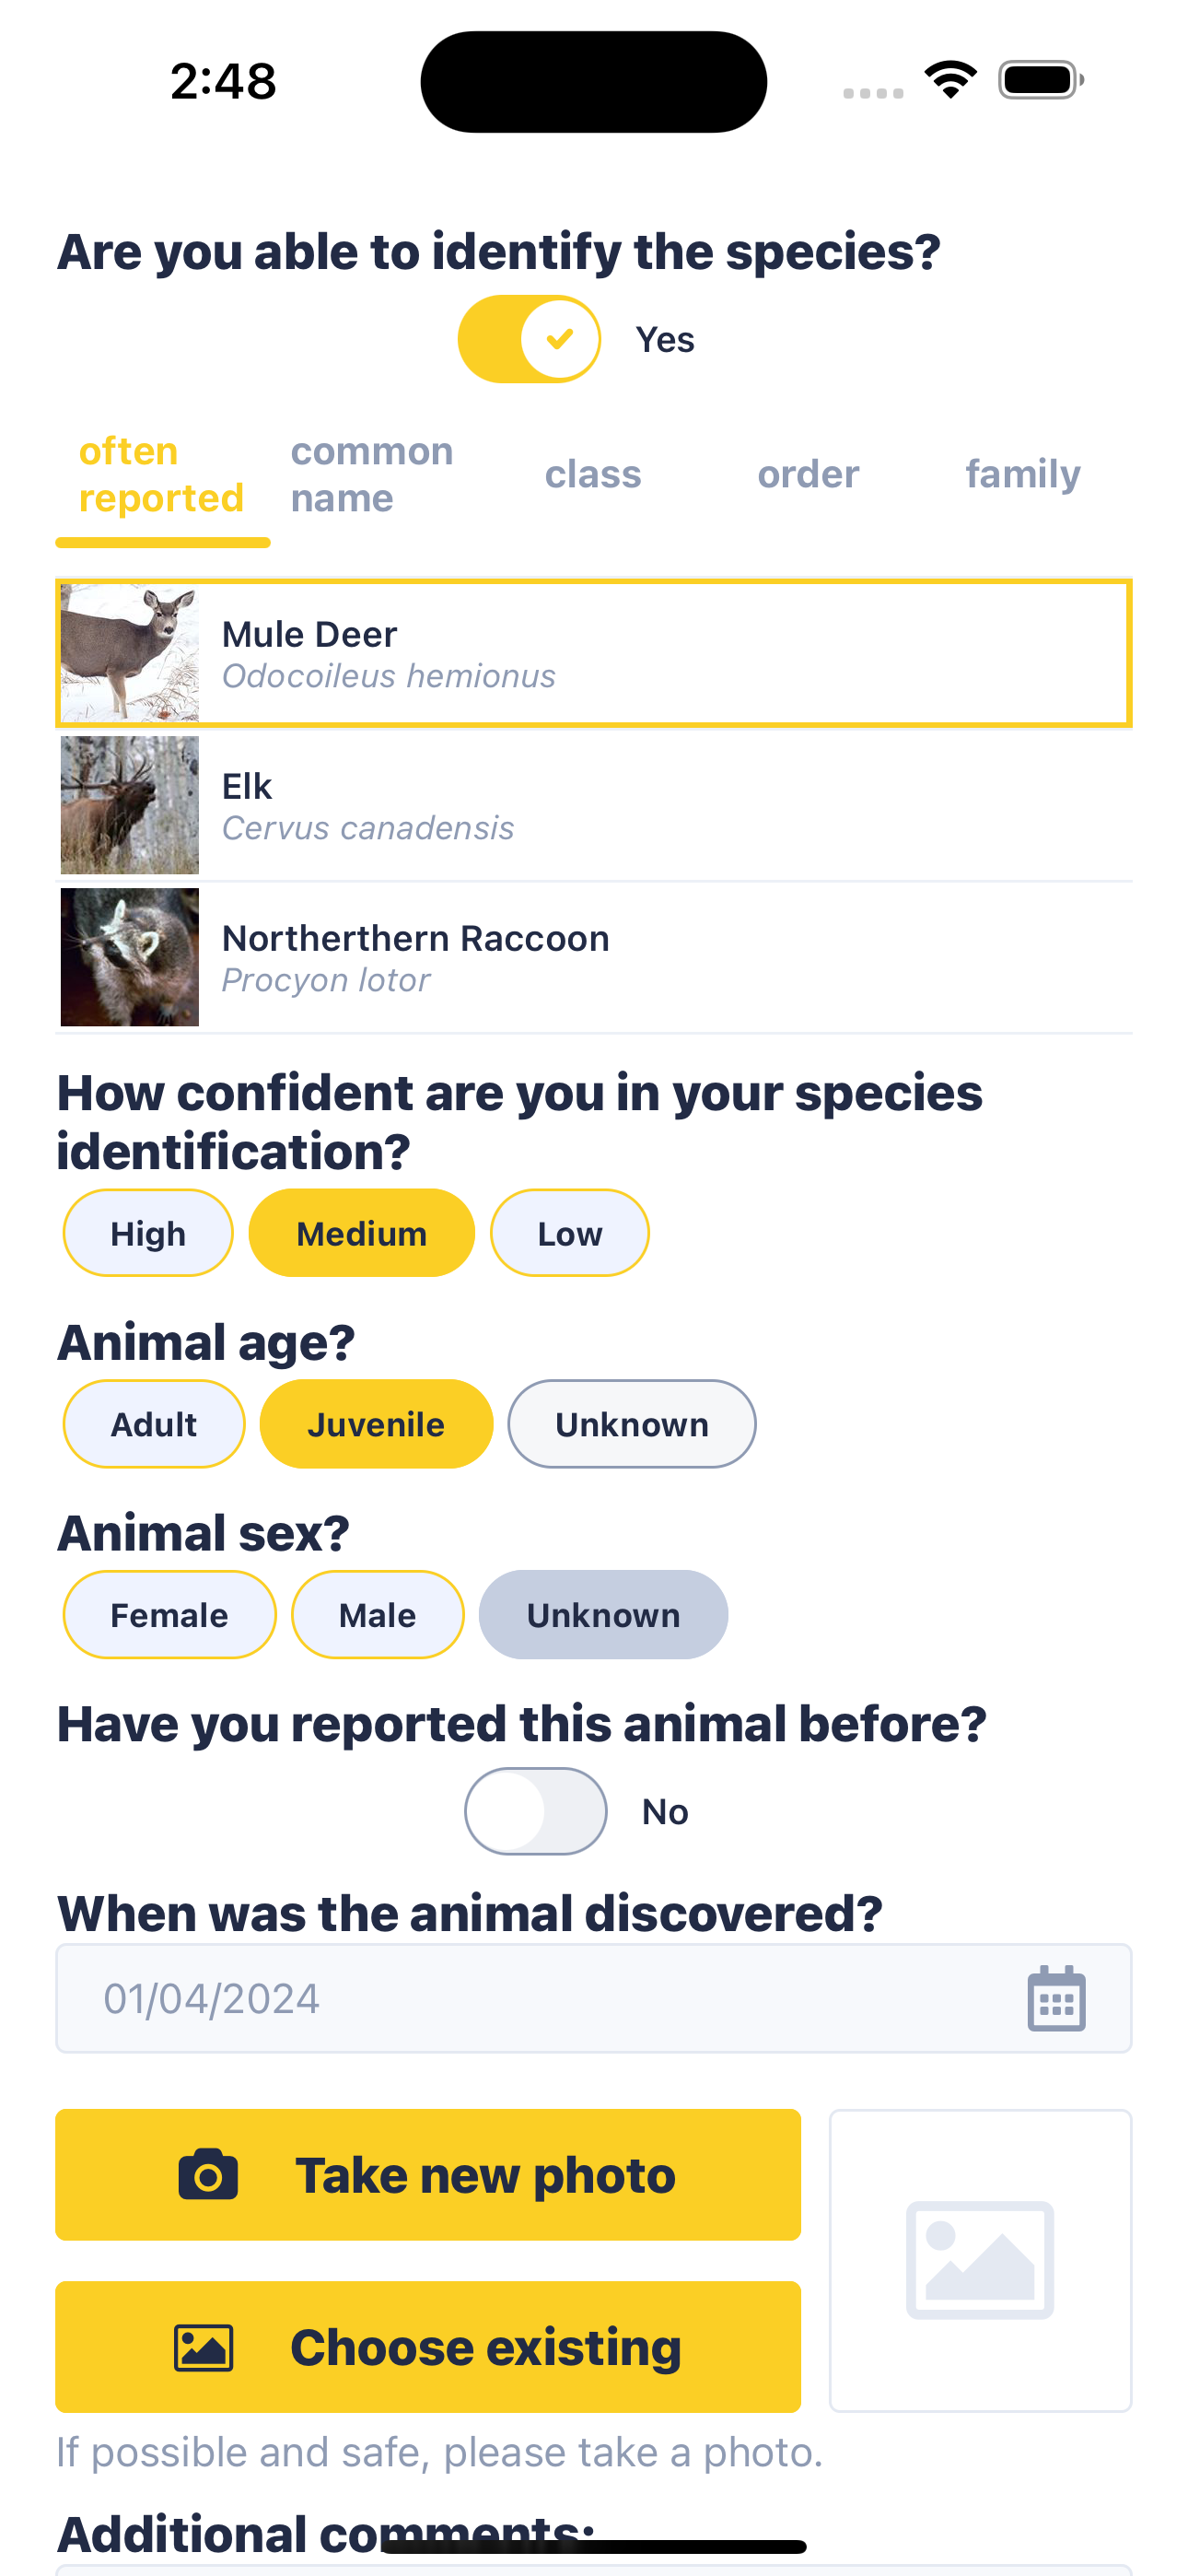 2:48
Are you able to identify the species?
Yes
often
reported
common
name
class
order
family
Mule Deer
Odocoileus hemionus
Elk
Cervus canadensis
Northerthern Raccoon
Procyon lotor
How confident are you in your species
identification?
High
Medium
Low
Animal age?
Adult
Juvenile
Unknown
Animal sex?
Female
Male
Unknown
Have you reported this animal before?
No
When was the animal discovered?
01/04/2024
Take new photo
Choose existing
If possible and safe, please take a photo.
Additional comments: